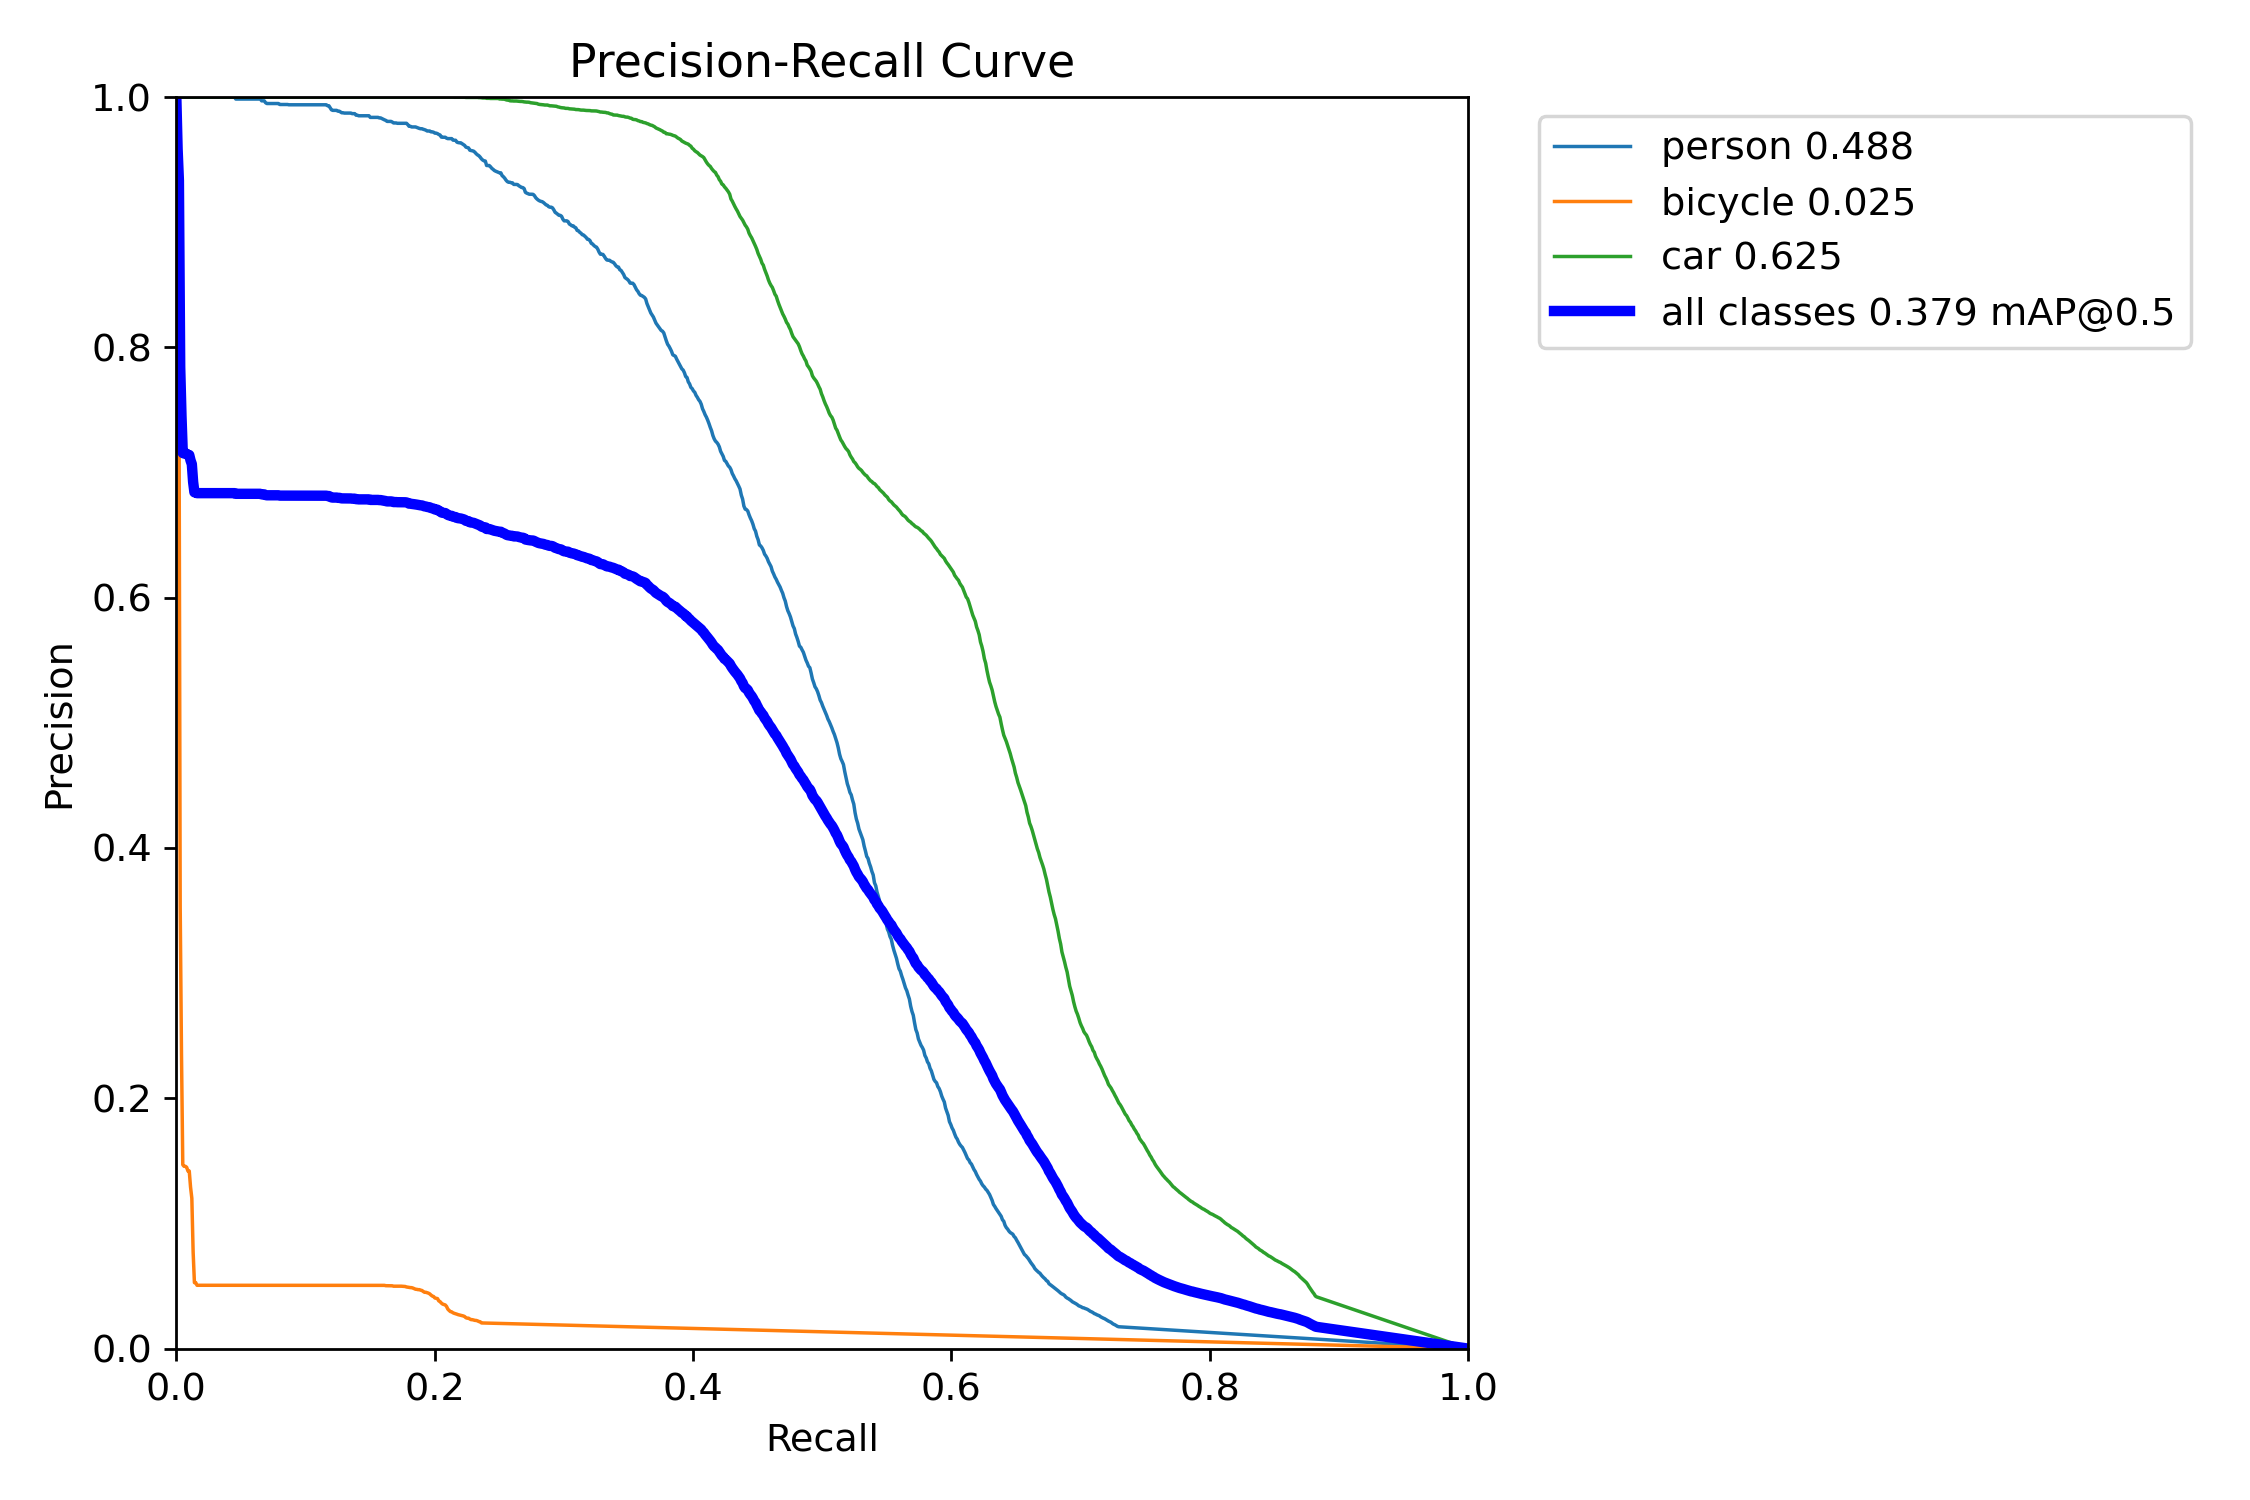 Precision-Recall Curve
1.0
0.8
0.6
0.4
0.2
0.0
Precision
0.0 0.2 0.4 0.6 0.8 1.0
Recall
person 0.488
bicycle 0.025
car 0.625
all classes 0.379 mAP@0.5